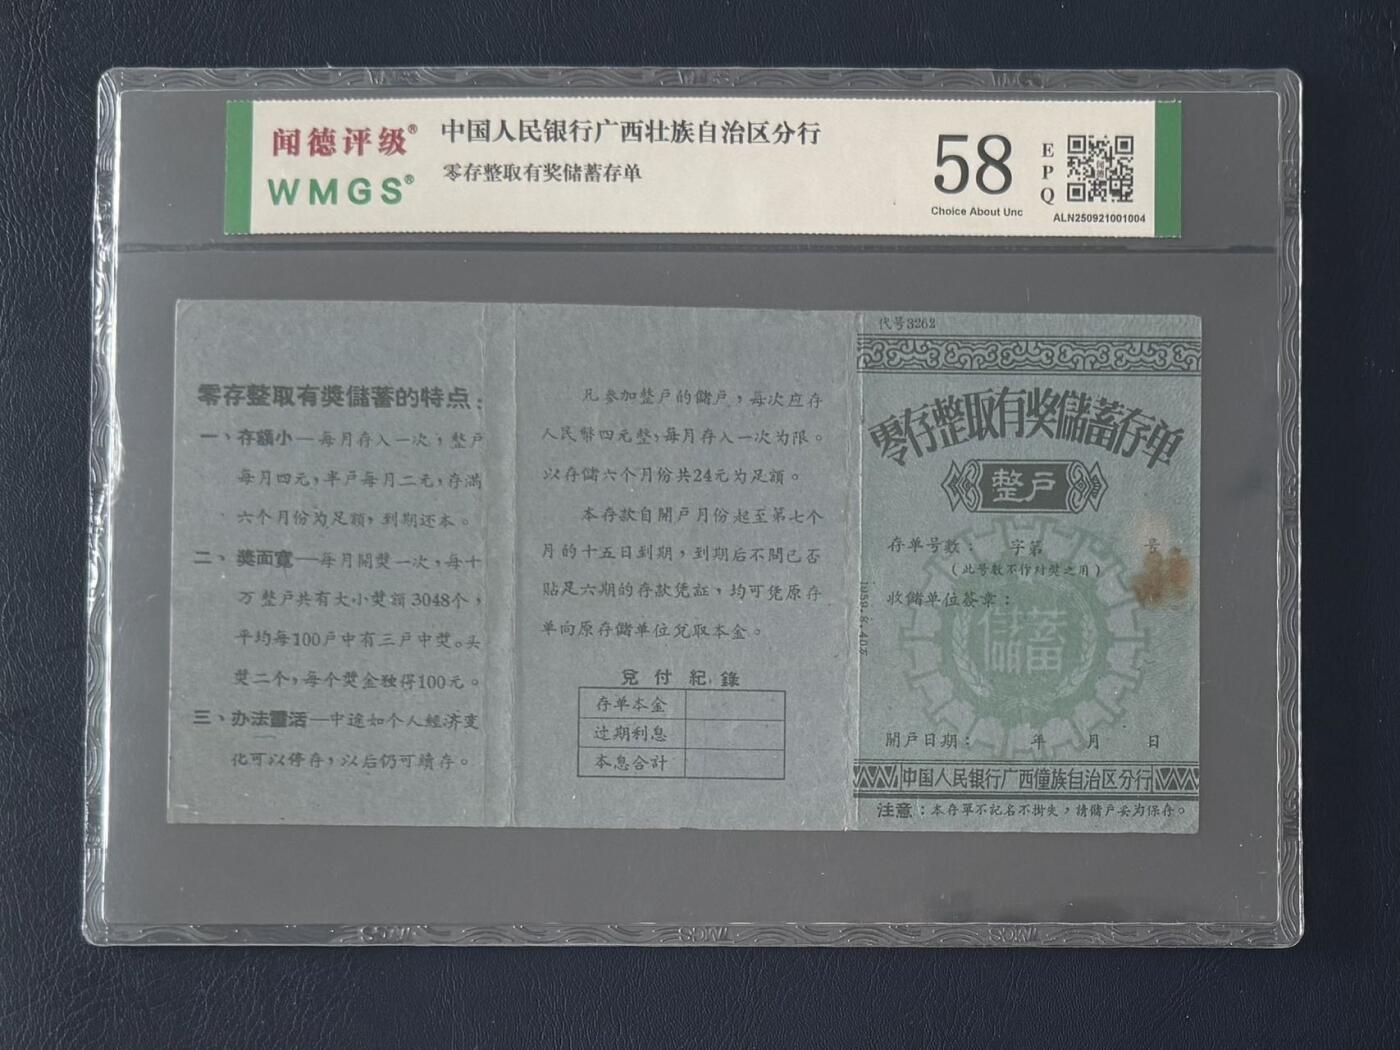 闻德评级®
WMGS®
中国人民银行广西壮族自治区分行
零存整取有奖储蓄存单
58
Choice About Unc
EPQ
ALN250921001004
零存整取有獎儲蓄的特点：
一、存額小—每月存入一次，整戶
每月四元，半戶每月二元，存滿
六个月份为足額，到期还本。
二、獎面寬—每月開獎一次，每十
万整戶共有大小獎額3048个，
平均每100戶中有三戶中獎。头
獎二个，每个獎金独得100元。
三、办法靈活—中途如个人經济变
化可以停存，以后仍可續存。
凡参加整戶的儲戶，每次应存
人民幣四元整，每月存入一次为限。
以存儲六个月份共24元为足額。
本存款自開戶月份起至第七个
月的十五日到期，到期后不問已否
貼足六期的存款凭証，均可凭原存
单向原存儲单位兌取本金。
兌付紀錄
存单本金
过期利息
本息合計
代号3262
零存整取有奖儲蓄存单
整戶
存单号数：　字第　号
（此号数不作对獎之用）
收儲单位签章：
儲蓄
開戶日期：　年　月　日
中国人民银行广西僮族自治区分行
注意：本存單不記名不掛失，請儲戶妥为保存。
1959.8.40万